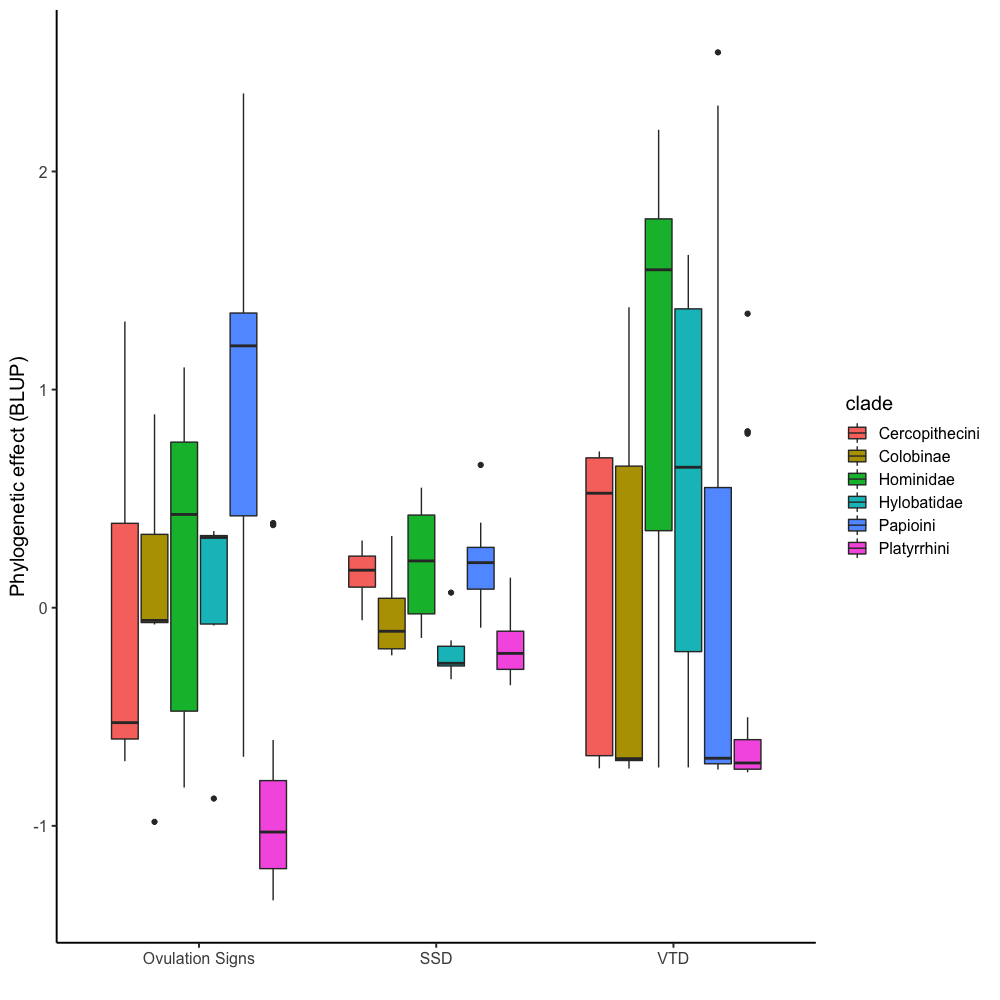 Phylogenetic effect (BLUP)
2
1
0
-1
Ovulation Signs
SSD
VTD
clade
Cercopithecini
Colobinae
Hominidae
Hylobatidae
Papioini
Platyrrhini